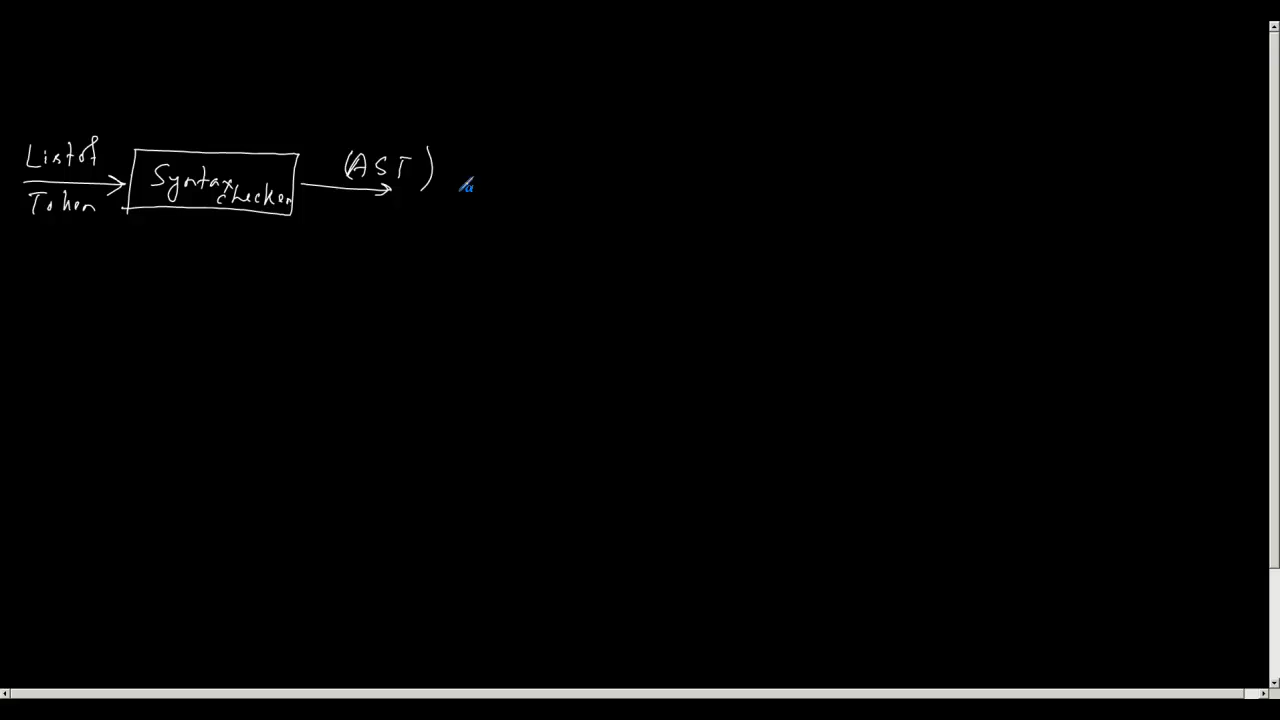 List of
Token
Syntax
checker
(AST)